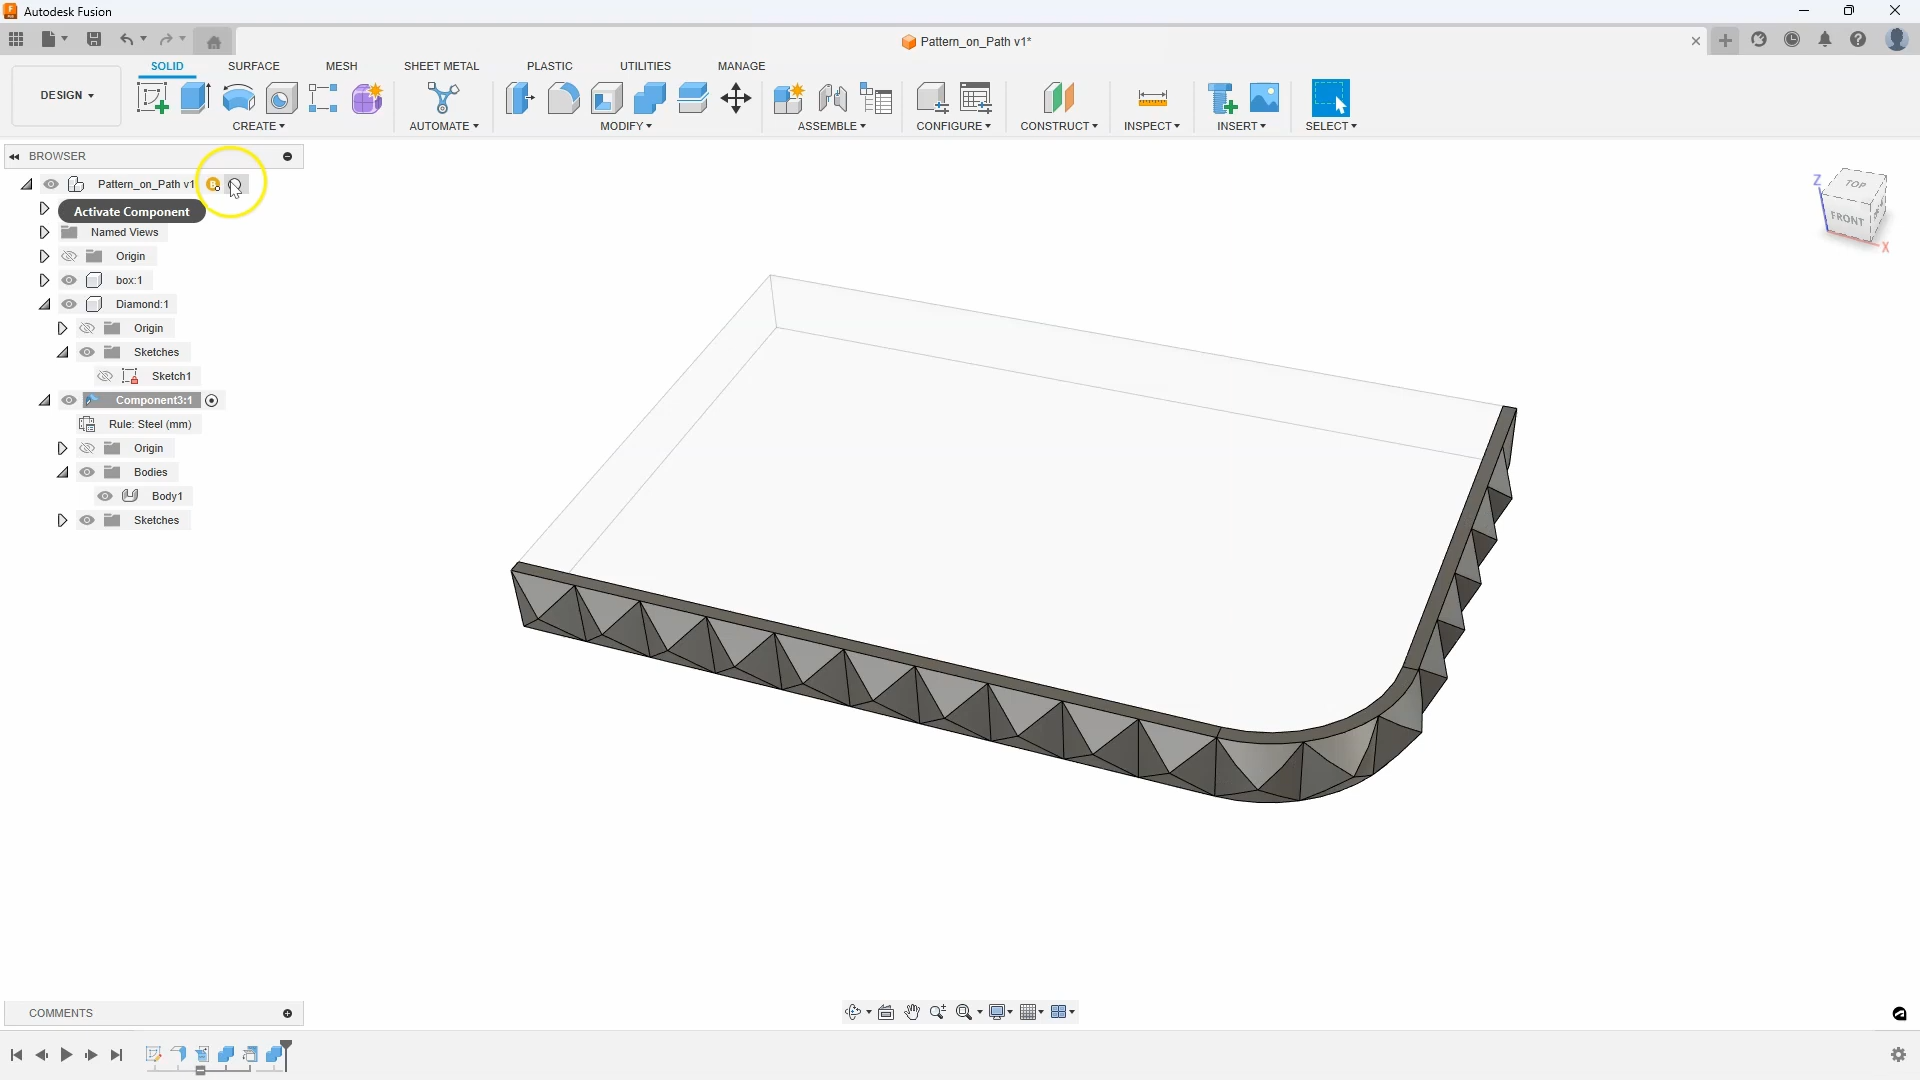 Autodesk Fusion
Pattern_on_Path v1*
SOLID SURFACE MESH SHEET METAL PLASTIC UTILITIES MANAGE
DESIGN
CREATE AUTOMATE MODIFY ASSEMBLE CONFIGURE CONSTRUCT INSPECT INSERT SELECT
BROWSER
Pattern_on_Path v1
Activate Component
Named Views
Origin
box:1
Diamond:1
Origin
Sketches
Sketch1
Component3:1
Rule: Steel (mm)
Origin
Bodies
Body1
Sketches
Z
TOP
FRONT
X
COMMENTS